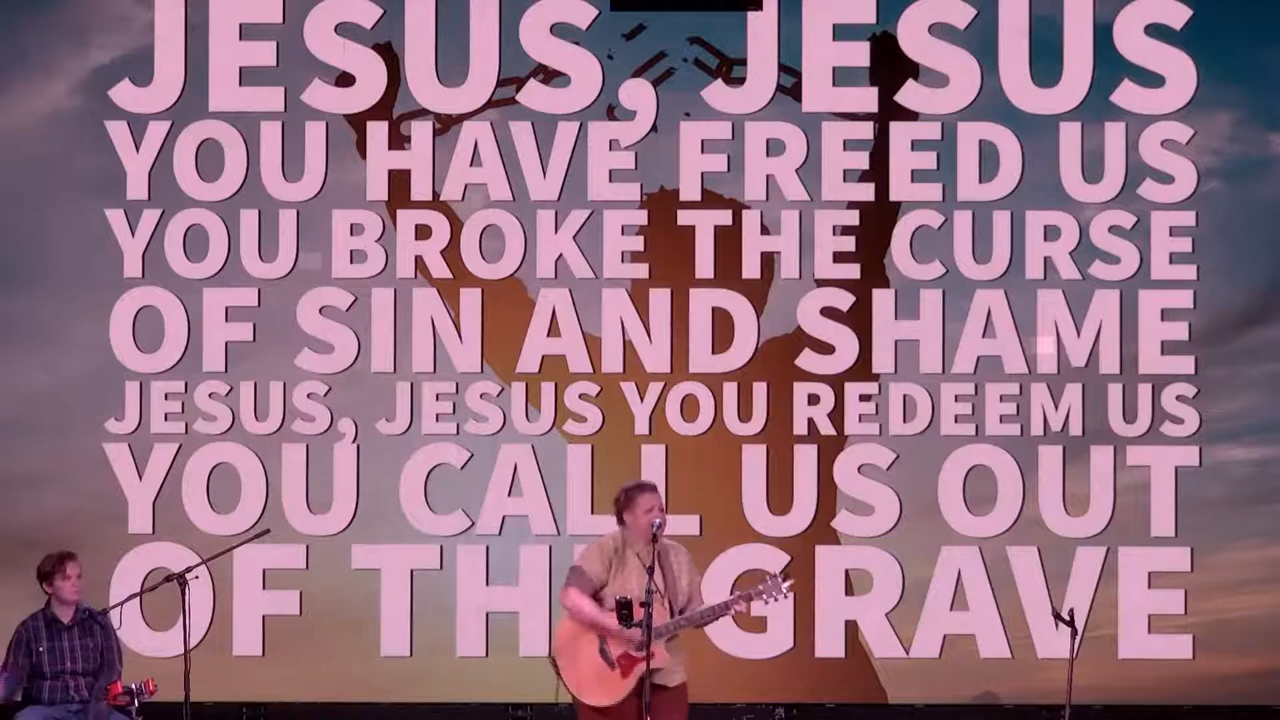 JESUS, JESUS
YOU HAVE FREED US
YOU BROKE THE CURSE
OF SIN AND SHAME
JESUS, JESUS YOU REDEEM US
YOU CALL US OUT
OF THE GRAVE